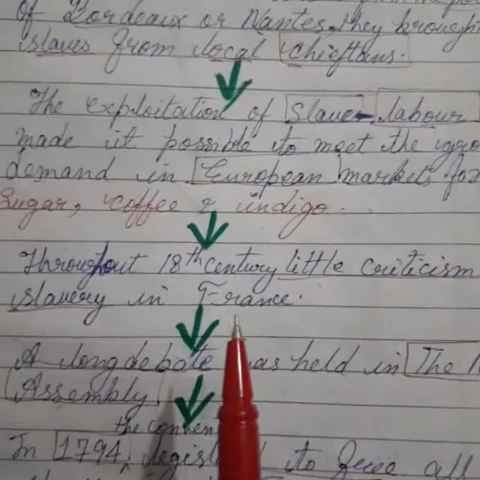 of Bordeaux or Nantes, they brought
slaves from local chieftans.
The exploitation of slave labour
made it possible to meet the
demand in European markets for
Sugar, coffee & indigo.
Throughout 18th century little criticism
slavery in France.
A long debate was held in The
Assembly.
the conven
In 1794, to free all